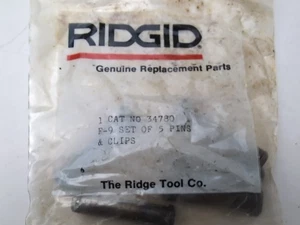 RIDGID
Genuine Replacement Parts
1 CAT NO 34780
F-9 SET OF 5 PINS
& CLIPS
The Ridge Tool Co.